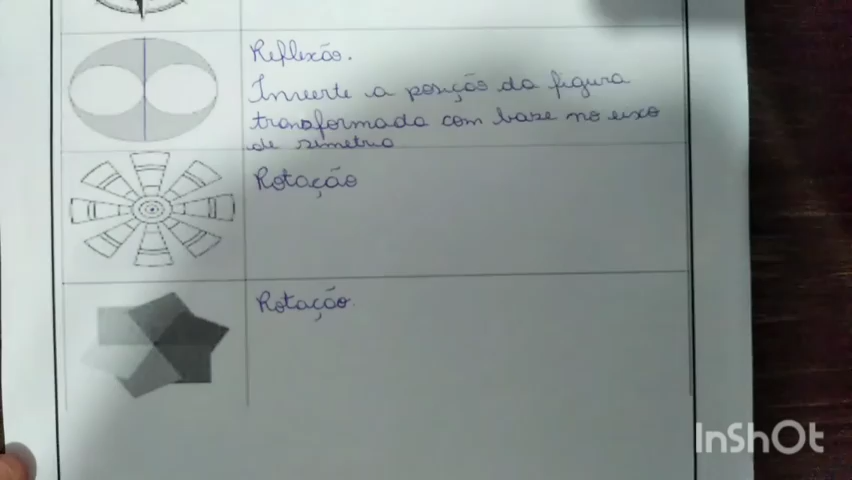 Reflexão.
Inverte a posição da figura
transformada com base no eixo
de simetria
Rotação
Rotação.
InShOt